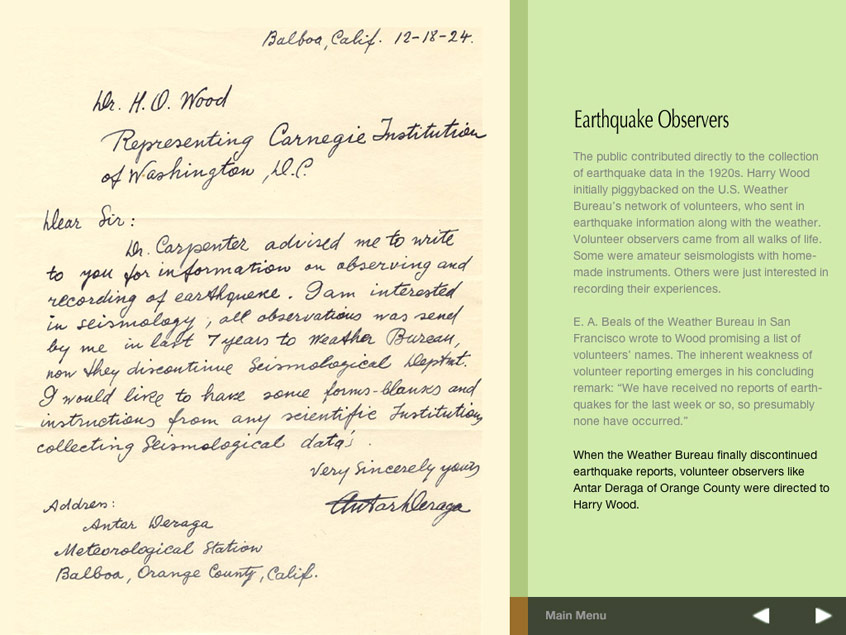 Balboa, Calif. 12-18-24.
Dr. H. O. Wood
Representing Carnegie Institution
of Washington, D.C.
Dear Sir:
Dr. Carpenter advised me to write
to you for information on observing and
recording of earthquene. I am interested
in seismology, all observations was send
by me in last 7 years to Weather Bureau,
now they discontinue Seismological Deptmt.
I would like to have some forms-blanks and
instructions from any scientific Institutions
collecting Seismological data's.
Very Sincerely yours
Antar Deraga
Address:
Antar Deraga
Meteorological Station
Balboa, Orange County, Calif.
Earthquake Observers
The public contributed directly to the collection
of earthquake data in the 1920s. Harry Wood
initially piggybacked on the U.S. Weather
Bureau's network of volunteers, who sent in
earthquake information along with the weather.
Volunteer observers came from all walks of life.
Some were amateur seismologists with home-
made instruments. Others were just interested in
recording their experiences.
E. A. Beals of the Weather Bureau in San
Francisco wrote to Wood promising a list of
volunteers' names. The inherent weakness of
volunteer reporting emerges in his concluding
remark: "We have received no reports of earth-
quakes for the last week or so, so presumably
none have occurred."
When the Weather Bureau finally discontinued
earthquake reports, volunteer observers like
Antar Deraga of Orange County were directed to
Harry Wood.
Main Menu